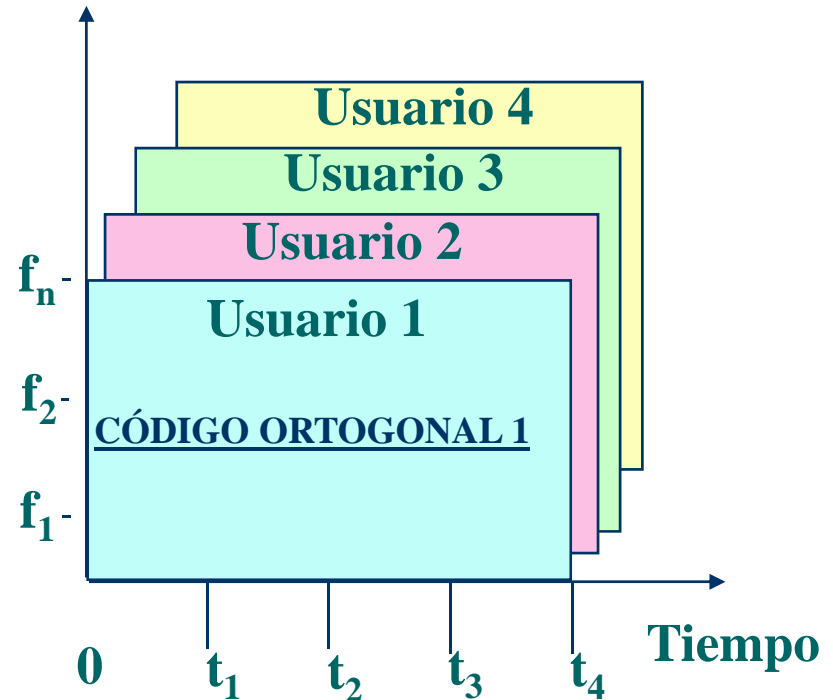 Usuario 4
Usuario 3
Usuario 2
fₙ
Usuario 1
f₂
CÓDIGO ORTOGONAL 1
f₁
Tiempo
0 t₁ t₂ t₃ t₄